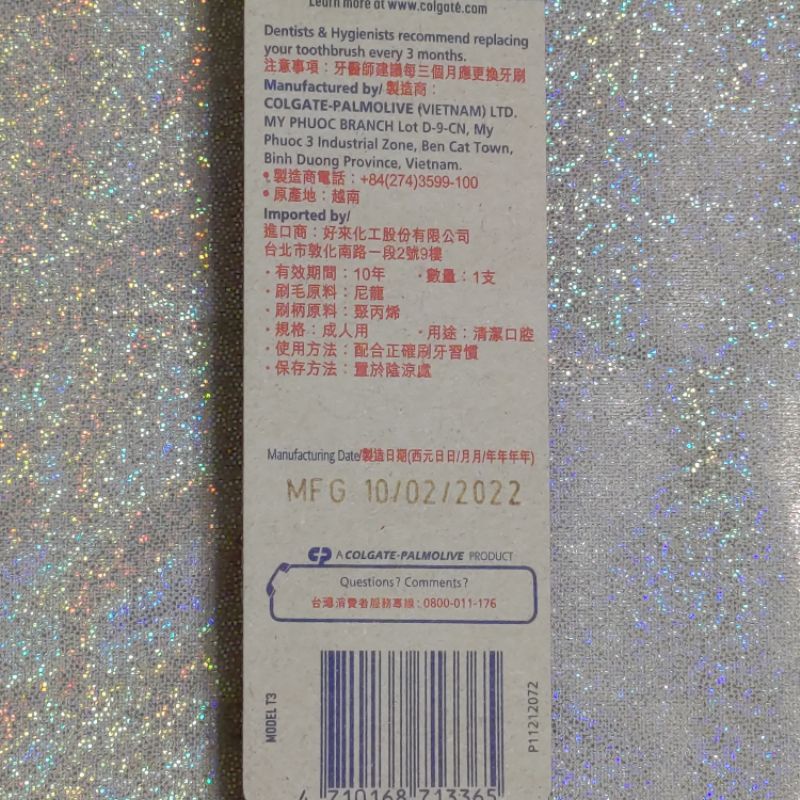 Learn more at www.colgate.com
Dentists & Hygienists recommend replacing
your toothbrush every 3 months.
注意事項：牙醫師建議每三個月應更換牙刷
Manufactured by/ 製造商：
COLGATE-PALMOLIVE (VIETNAM) LTD.
MY PHUOC BRANCH Lot D-9-CN, My
Phuoc 3 Industrial Zone, Ben Cat Town,
Binh Duong Province, Vietnam.
•製造商電話：+84(274)3599-100
•原產地：越南
Imported by/
進口商：好來化工股份有限公司
台北市敦化南路一段2號9樓
·有效期間：10年 ·數量：1支
·刷毛原料：尼龍
·刷柄原料：聚丙烯
·規格：成人用 ·用途：清潔口腔
·使用方法：配合正確刷牙習慣
·保存方法：置於陰涼處
Manufacturing Date/製造日期(西元日日/月月/年年年年)
MFG 10/02/2022
CP A COLGATE-PALMOLIVE PRODUCT
Questions? Comments?
台灣消費者服務專線：0800-011-176
MODEL T3
P11212072
4 710168 713365